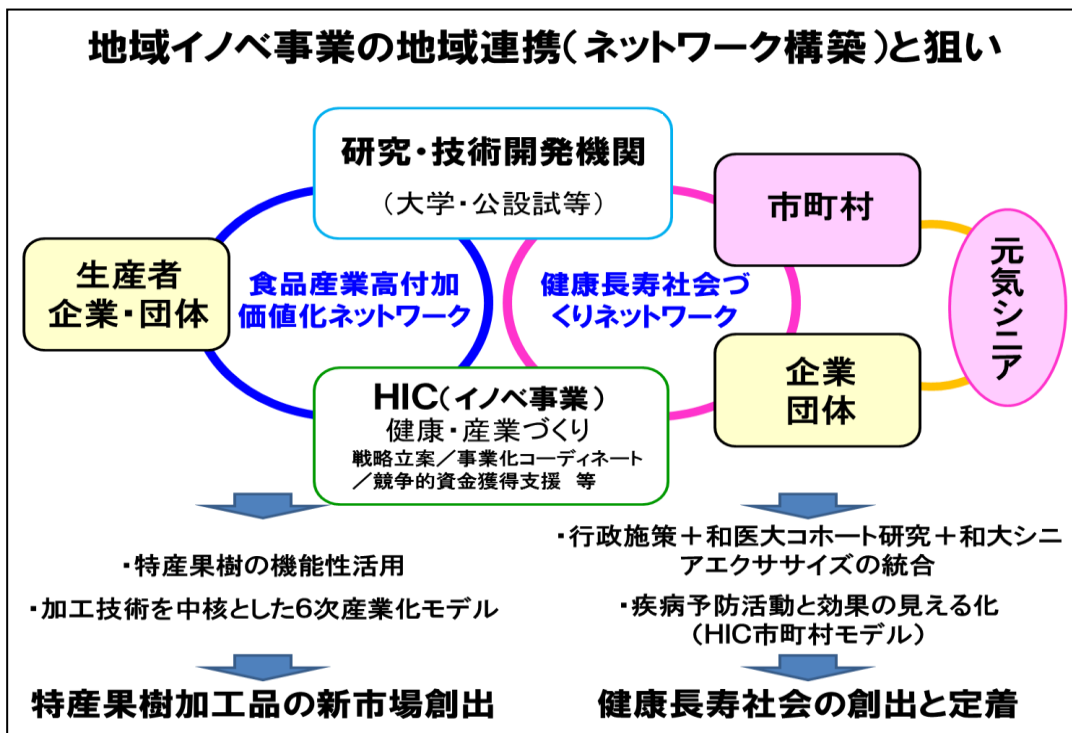 地域イノベ事業の地域連携(ネットワーク構築)と狙い
研究・技術開発機関
(大学・公設試等)
市町村
元気シニア
生産者
企業・団体
食品産業高付加
価値化ネットワーク
健康長寿社会づ
くりネットワーク
企業
団体
HIC(イノベ事業)
健康・産業づくり
戦略立案/事業化コーディネート
/競争的資金獲得支援 等
・特産果樹の機能性活用
・加工技術を中核とした6次産業化モデル
・行政施策+和医大コホート研究+和大シニ
アエクササイズの統合
・疾病予防活動と効果の見える化
(HIC市町村モデル)
特産果樹加工品の新市場創出
健康長寿社会の創出と定着